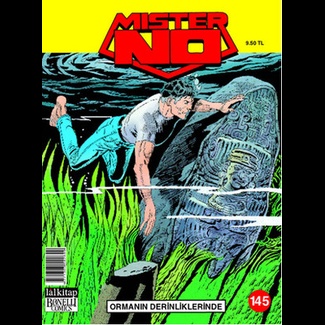 MISTER
NO
9.50 TL
lalkitap
BONELLI
COMICS
ORMANIN DERİNLİKLERİNDE
145